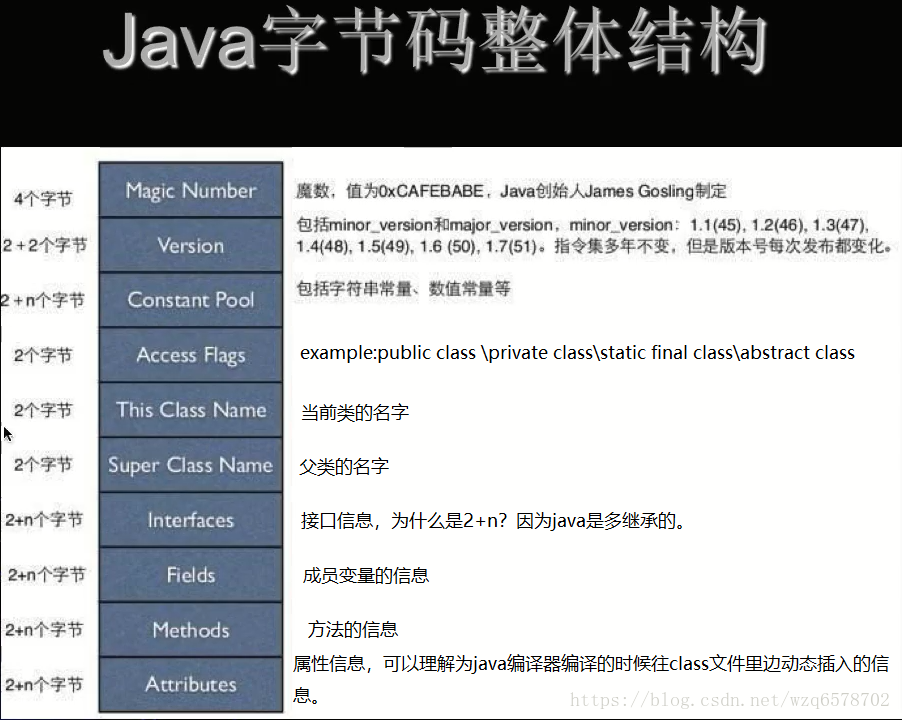 Java字节码整体结构
4个字节
Magic Number
魔数，值为0xCAFEBABE，Java创始人James Gosling制定
2＋2个字节
Version
包括minor_version和major_version，minor_version：1.1(45), 1.2(46), 1.3(47),
1.4(48), 1.5(49), 1.6 (50), 1.7(51)。指令集多年不变，但是版本号每次发布都变化。
2＋n个字节
Constant Pool
包括字符串常量、数值常量等
2个字节
Access Flags
example:public class \private class\static final class\abstract class
2个字节
This Class Name
当前类的名字
2个字节
Super Class Name
父类的名字
2+n个字节
Interfaces
接口信息，为什么是2+n？因为java是多继承的。
2+n个字节
Fields
成员变量的信息
2+n个字节
Methods
方法的信息
2+n个字节
Attributes
属性信息，可以理解为java编译器编译的时候往class文件里边动态插入的信
息。
https://blog.csdn.net/wzq6578702